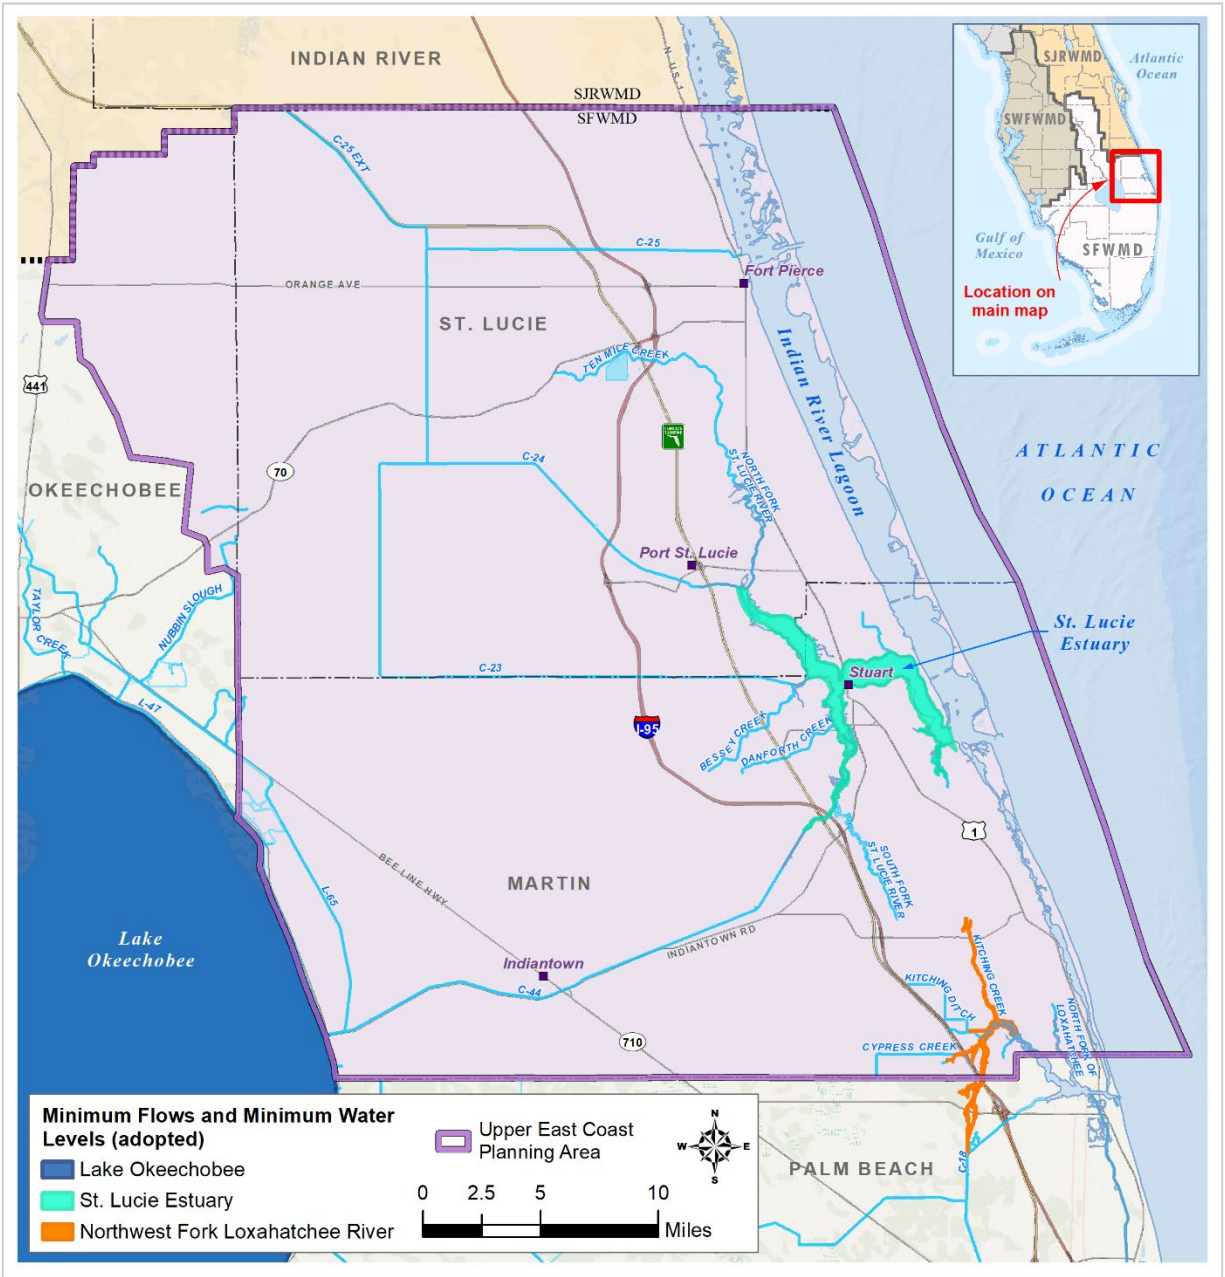 INDIAN RIVER
N US 1
SJRWMD
SFWMD
C-25 EXT
C-25
Fort Pierce
ORANGE AVE
ST. LUCIE
TEN MILE CREEK
441
70
OKEECHOBEE
C-24
NORTH FORK
ST. LUCIE RIVER
Indian River Lagoon
ATLANTIC
OCEAN
Port St. Lucie
TAYLOR
CREEK
NUBBIN SLOUGH
St. Lucie
Estuary
C-23
Stuart
L-47
I-95
BESSEY CREEK
DANFORTH CREEK
1
BEE LINE HWY
SOUTH FORK
ST. LUCIE RIVER
MARTIN
L-65
Lake
Okeechobee
INDIANTOWN RD
Indiantown
C-44
KITCHING CREEK
KITCHING DITCH
NORTH FORK OF
LOXAHATCHEE
710
CYPRESS CREEK
PALM BEACH
C-18
SJRWMD
Atlantic
Ocean
SWFWMD
Gulf of
Mexico
SFWMD
Location on
main map
Minimum Flows and Minimum Water
Levels (adopted)
Lake Okeechobee
St. Lucie Estuary
Northwest Fork Loxahatchee River
Upper East Coast
Planning Area
N
W
E
S
0
2.5
5
10
Miles